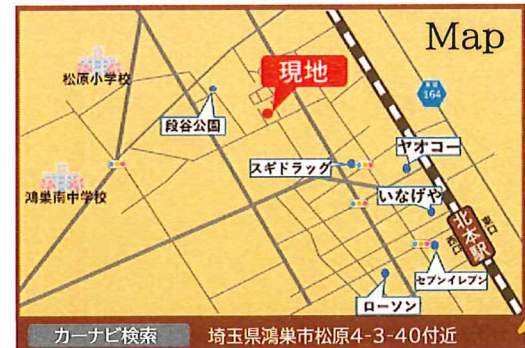 Map
松原小学校
現地
県道
164
段谷公園
ヤオコー
スギドラッグ
鴻巣南中学校
いなげや
北本駅
東口
西口
セブンイレブン
ローソン
カーナビ検索 埼玉県鴻巣市松原4-3-40付近